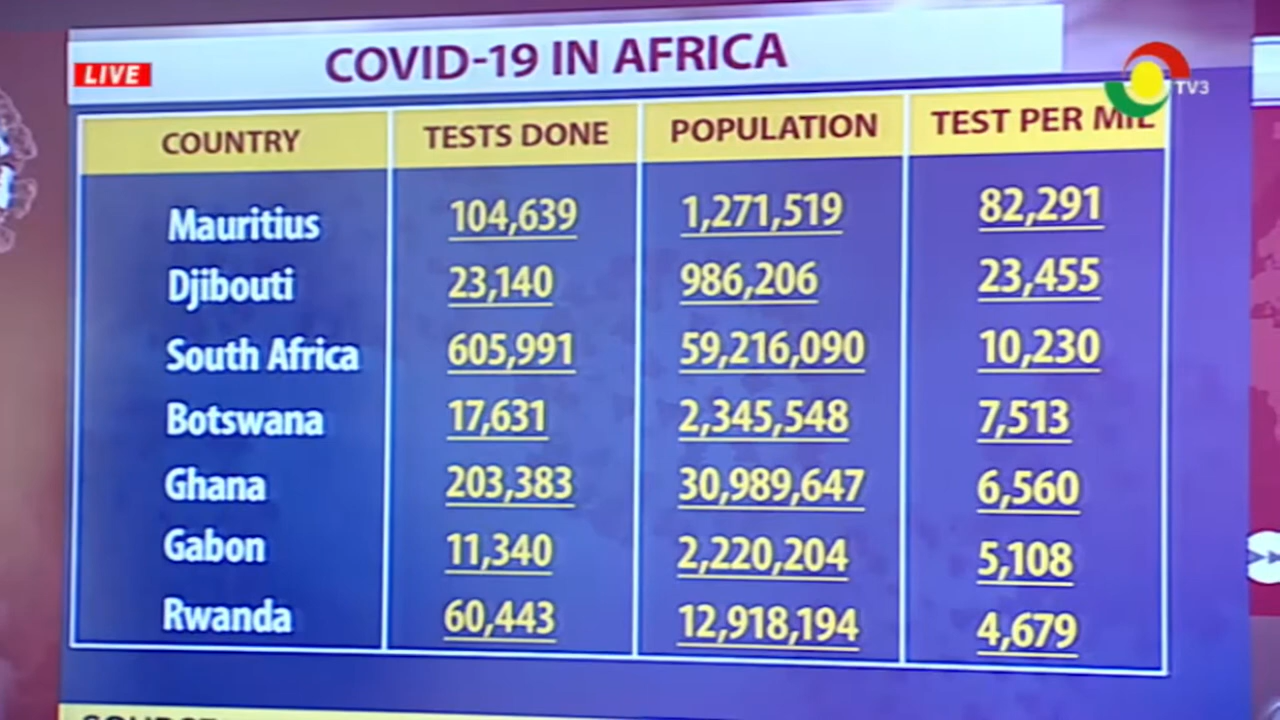 COVID-19 IN AFRICA
LIVE
TV3
COUNTRY TESTS DONE POPULATION TEST PER MIL
Mauritius 104,639 1,271,519 82,291
Djibouti 23,140 986,206 23,455
South Africa 605,991 59,216,090 10,230
Botswana 17,631 2,345,548 7,513
Ghana 203,383 30,989,647 6,560
Gabon 11,340 2,220,204 5,108
Rwanda 60,443 12,918,194 4,679